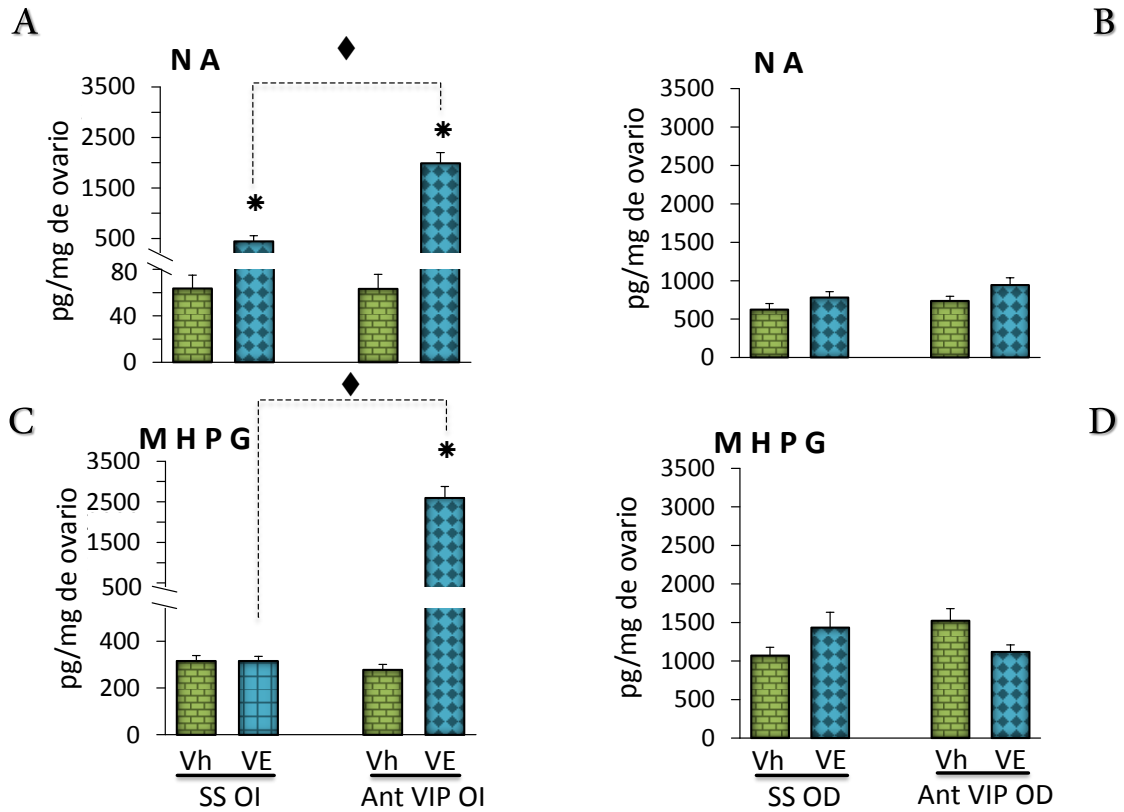 A
N A
pg/mg de ovario
3500
2500
1500
500
80
40
0
♦
*
*
B
N A
pg/mg de ovario
3500
3000
2500
2000
1500
1000
500
0
C
M H P G
pg/mg de ovario
3500
2500
1500
500
400
200
0
♦
*
Vh VE Vh VE
SS OI Ant VIP OI
D
M H P G
pg/mg de ovario
3500
3000
2500
2000
1500
1000
500
0
Vh VE Vh VE
SS OD Ant VIP OD